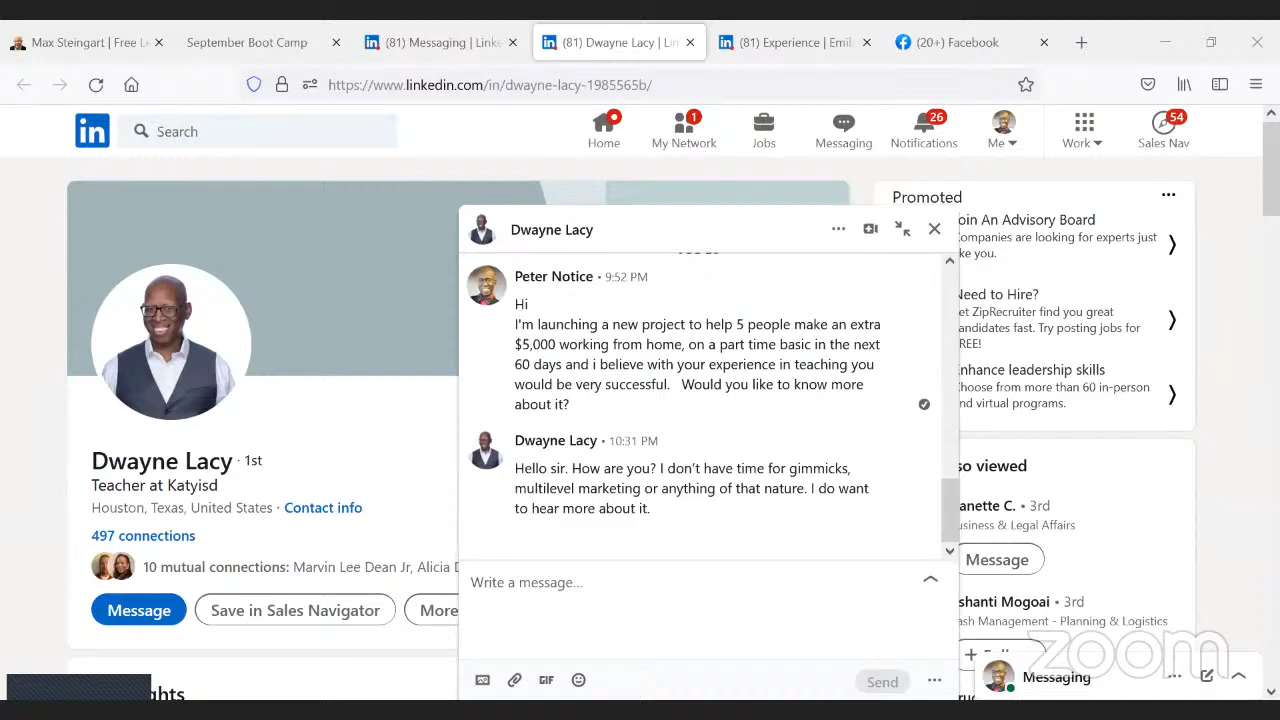 Max Steingart | Free Le
September Boot Camp
(81) Messaging | Linke
(81) Dwayne Lacy | Lin
(81) Experience | Emil
(20+) Facebook
https://www.linkedin.com/in/dwayne-lacy-1985565b/
in
Search
Home
1
My Network
Jobs
Messaging
26
Notifications
Me
Work
54
Sales Nav
Promoted
oin An Advisory Board
ompanies are looking for experts just
ke you.
Need to Hire?
et ZipRecruiter find you great
andidates fast. Try posting jobs for
REE!
nhance leadership skills
hoose from more than 60 in-person
nd virtual programs.
Dwayne Lacy · 1st
Teacher at Katyisd
Houston, Texas, United States · Contact info
497 connections
10 mutual connections: Marvin Lee Dean Jr, Alicia D
Message
Save in Sales Navigator
More
ghts
Dwayne Lacy
Peter Notice • 9:52 PM
Hi
I'm launching a new project to help 5 people make an extra
$5,000 working from home, on a part time basic in the next
60 days and i believe with your experience in teaching you
would be very successful. Would you like to know more
about it?
Dwayne Lacy • 10:31 PM
Hello sir. How are you? I don't have time for gimmicks,
multilevel marketing or anything of that nature. I do want
to hear more about it.
Write a message...
GIF
Send
so viewed
anette C. • 3rd
usiness & Legal Affairs
Message
shanti Mogoai • 3rd
ash Management - Planning & Logistics
zoom
Messaging